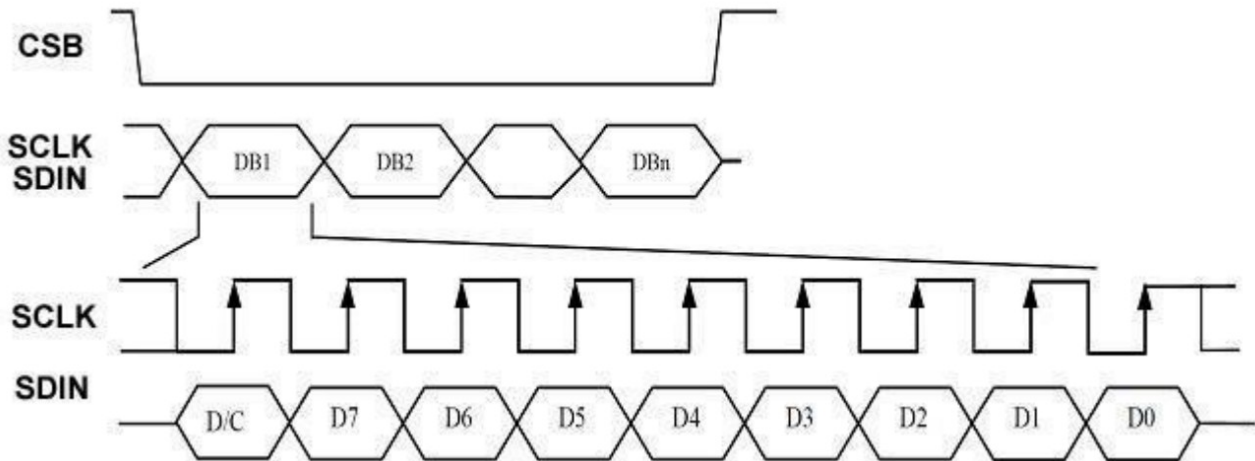 CSB
SCLK
SDIN
DB1 DB2 DBn
SCLK
SDIN
D/C D7 D6 D5 D4 D3 D2 D1 D0